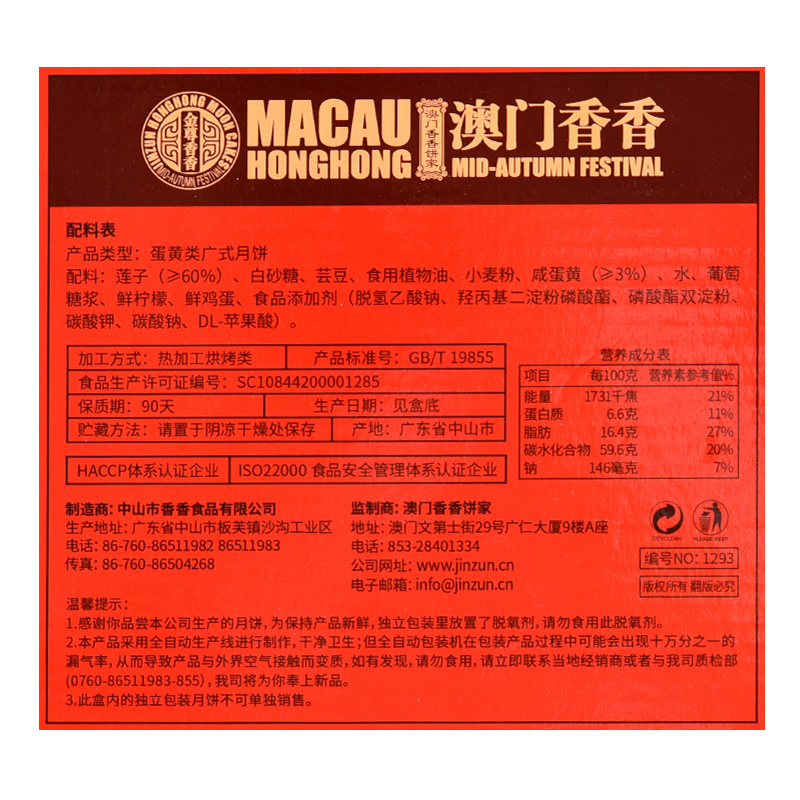 JINZUN HONGHONG MOON CAKES
金尊香香
MID-AUTUMN FESTIVAL
MACAU
HONGHONG
澳门香香饼家
澳门香香
MID-AUTUMN FESTIVAL
配料表
产品类型：蛋黄类广式月饼
配料：莲子（≥60%）、白砂糖、芸豆、食用植物油、小麦粉、咸蛋黄（≥3%）、水、葡萄
糖浆、鲜柠檬、鲜鸡蛋、食品添加剂（脱氢乙酸钠、羟丙基二淀粉磷酸酯、磷酸酯双淀粉、
碳酸钾、碳酸钠、DL-苹果酸）。
加工方式：热加工烘烤类 产品标准号：GB/T 19855
食品生产许可证编号：SC10844200001285
保质期：90天 生产日期：见盒底
贮藏方法：请置于阴凉干燥处保存 产地：广东省中山市
HACCP体系认证企业 ISO22000 食品安全管理体系认证企业
营养成分表
项目 每100克 营养素参考值%
能量 1731千焦 21%
蛋白质 6.6克 11%
脂肪 16.4克 27%
碳水化合物 59.6克 20%
钠 146毫克 7%
制造商：中山市香香食品有限公司
生产地址：广东省中山市板芙镇沙沟工业区
电话：86-760-86511982 86511983
传真：86-760-86504268
监制商：澳门香香饼家
地址：澳门文第士街29号广仁大厦9楼A座
电话：853-28401334
公司网址：www.jinzun.cn
电子邮箱：info@jinzun.cn
CITYCLEAN PLEASE KEEP
编号NO：1293
版权所有 翻版必究
温馨提示：
1.感谢你品尝本公司生产的月饼，为保持产品新鲜，独立包装里放置了脱氧剂，请勿食用此脱氧剂。
2.本产品采用全自动生产线进行制作，干净卫生；但全自动包装机在包装产品过程中可能会出现十万分之一的
漏气率，从而导致产品与外界空气接触而变质，如有发现，请勿食用，请立即联系当地经销商或者与我司质检部
(0760-86511983-855)，我司将为你奉上新品。
3.此盒内的独立包装月饼不可单独销售。